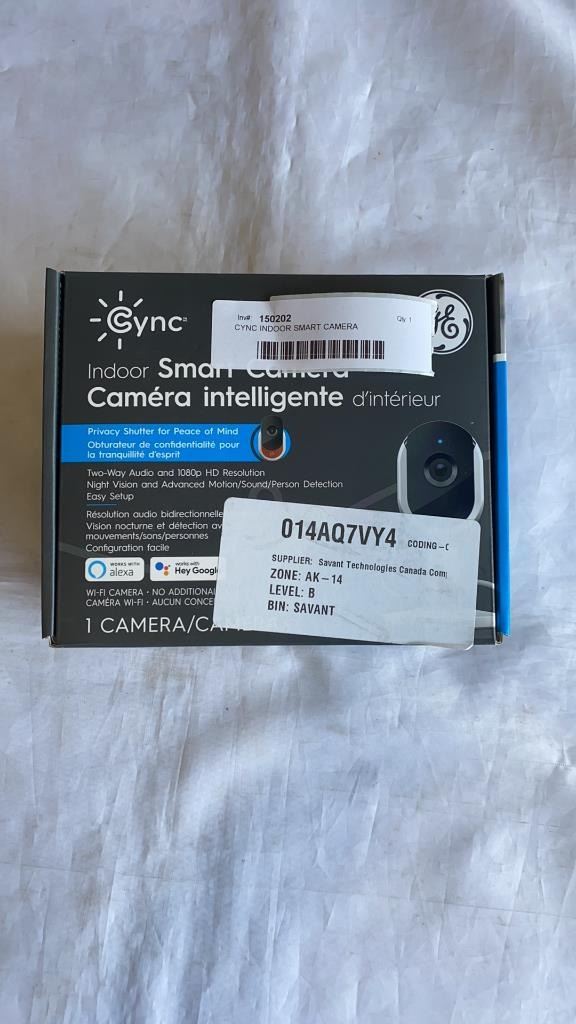 Cync
Inv#: 150202
Qty: 1
CYNC INDOOR SMART CAMERA
GE
Indoor Smart Camera
Caméra intelligente d'intérieur
Privacy Shutter for Peace of Mind
Obturateur de confidentialité pour
la tranquillité d'esprit
Two-Way Audio and 1080p HD Resolution
Night Vision and Advanced Motion/Sound/Person Detection
Easy Setup
Résolution audio bidirectionnelle
Vision nocturne et détection
mouvements/sons/personnes
Configuration facile
WORKS WITH
alexa
works with
Hey Google
WI-FI CAMERA • NO ADDITIONAL
CAMÉRA WI-FI • AUCUN
1 CAMERA/
014AQ7VY4 CODING-
SUPPLIER: Savant Technologies Canada Com
ZONE: AK-14
LEVEL: B
BIN: SAVANT